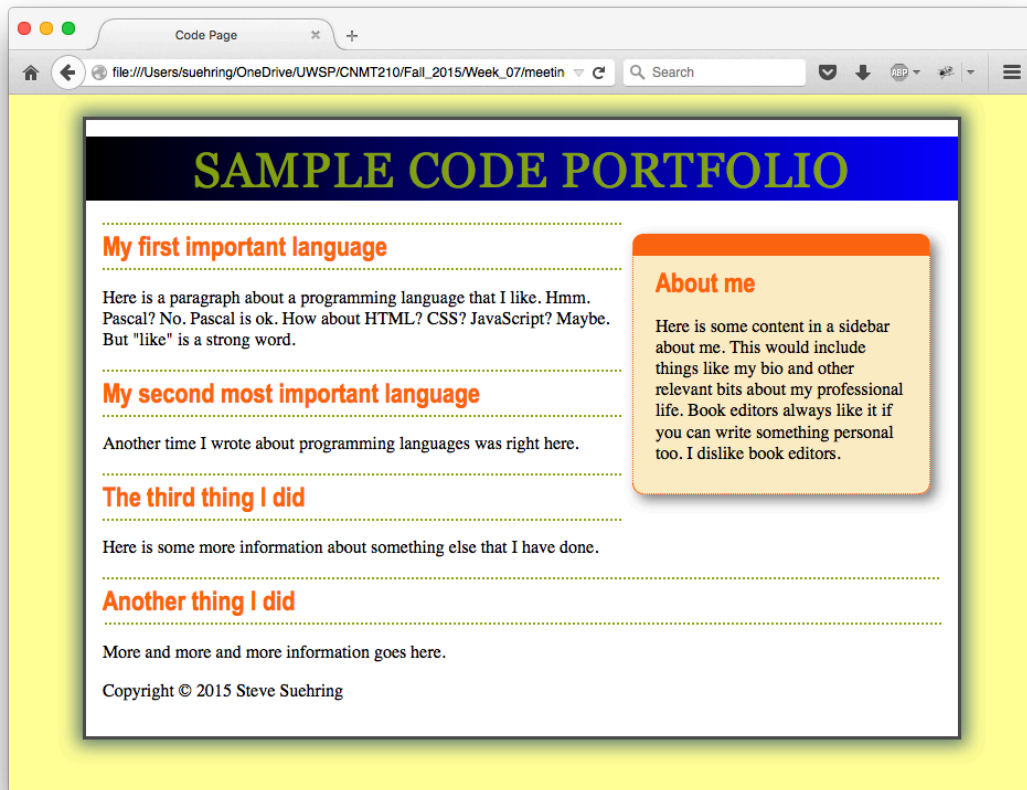 Code Page
file:///Users/suehring/OneDrive/UWSP/CNMT210/Fall_2015/Week_07/meetin
Search
ABP
SAMPLE CODE PORTFOLIO
My first important language
Here is a paragraph about a programming language that I like. Hmm.
Pascal? No. Pascal is ok. How about HTML? CSS? JavaScript? Maybe.
But "like" is a strong word.
My second most important language
Another time I wrote about programming languages was right here.
The third thing I did
Here is some more information about something else that I have done.
About me
Here is some content in a sidebar
about me. This would include
things like my bio and other
relevant bits about my professional
life. Book editors always like it if
you can write something personal
too. I dislike book editors.
Another thing I did
More and more and more information goes here.
Copyright © 2015 Steve Suehring